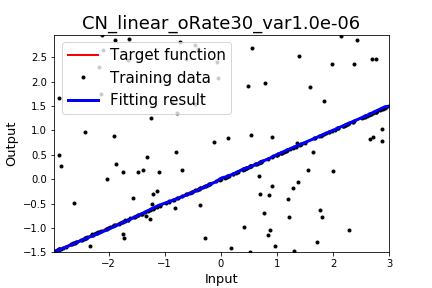 CN_linear_oRate30_var1.0e-06
Target function
Training data
Fitting result
Output
2.5
2.0
1.5
1.0
0.5
0.0
−0.5
−1.0
−1.5
−2
−1
0
1
2
3
Input